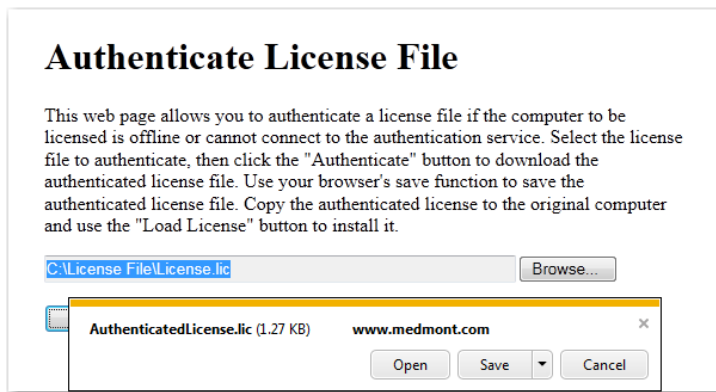 Authenticate License File
This web page allows you to authenticate a license file if the computer to be
licensed is offline or cannot connect to the authentication service. Select the license
file to authenticate, then click the "Authenticate" button to download the
authenticated license file. Use your browser's save function to save the
authenticated license file. Copy the authenticated license to the original computer
and use the "Load License" button to install it.
C:\License File\License.lic Browse...
AuthenticatedLicense.lic (1.27 KB) www.medmont.com ×
Open Save Cancel